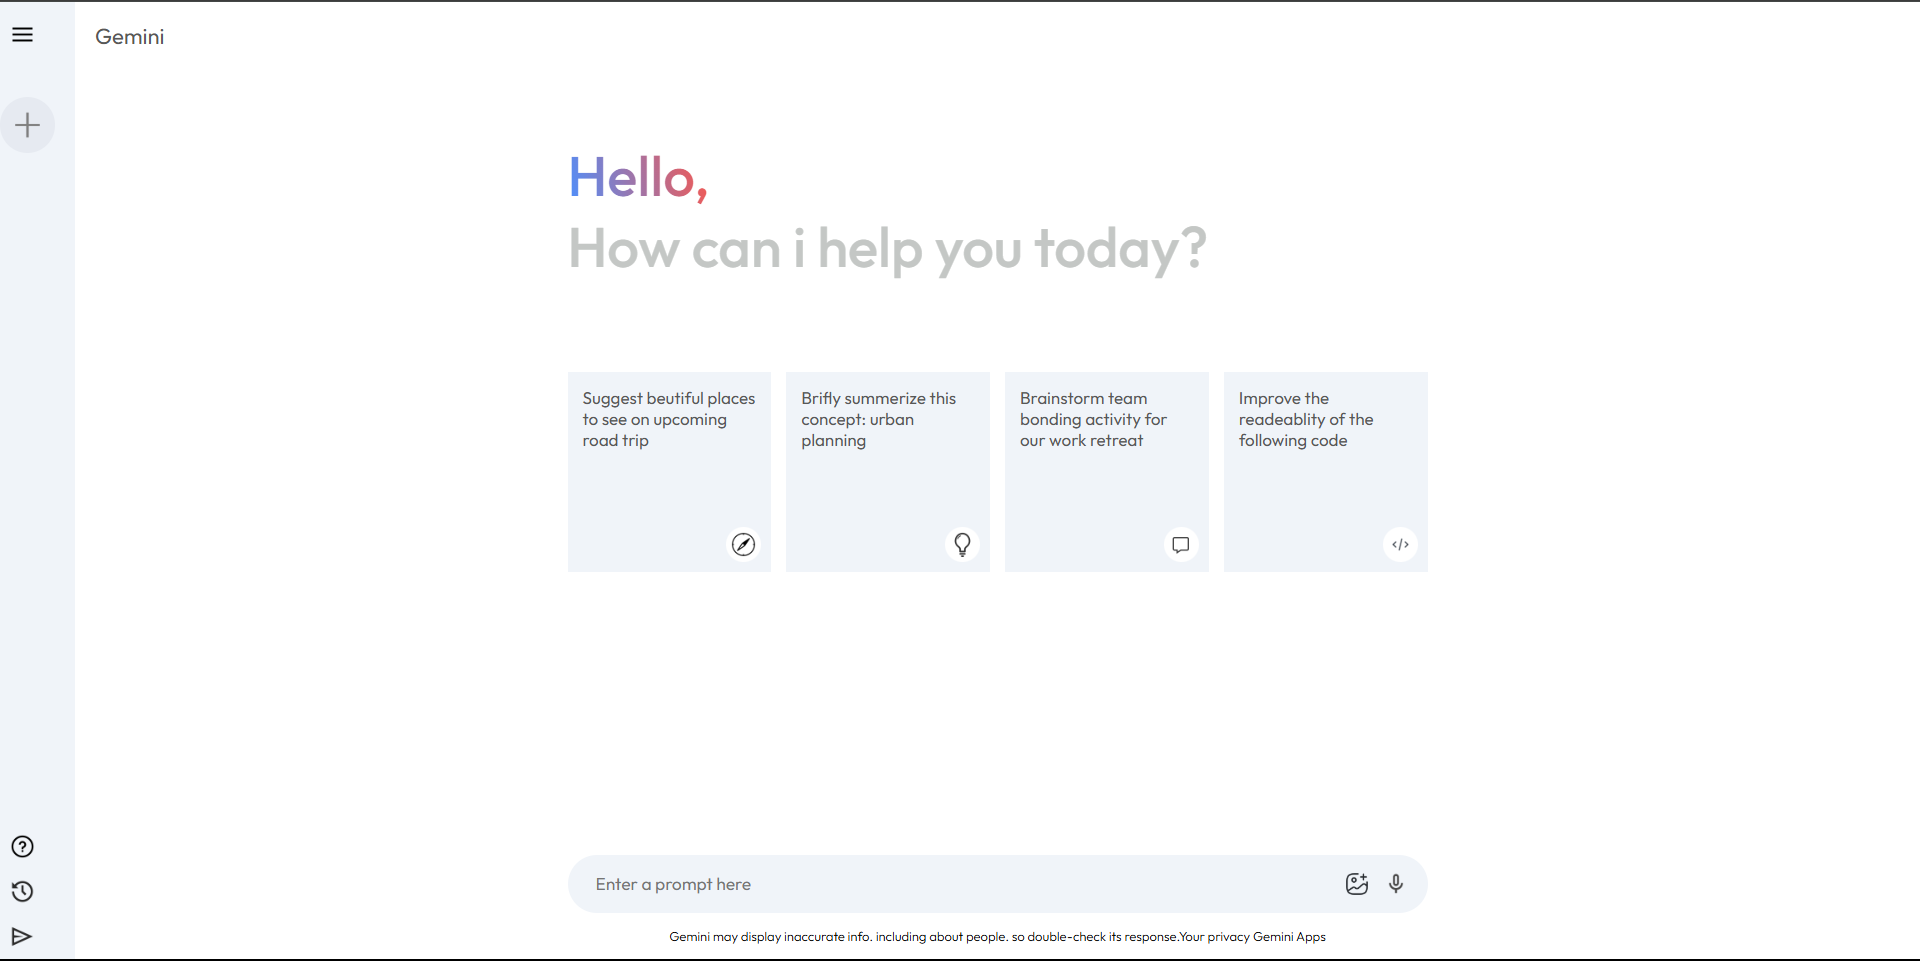 Gemini
Hello,
How can i help you today?
Suggest beutiful places
to see on upcoming
road trip
Brifly summerize this
concept: urban
planning
Brainstorm team
bonding activity for
our work retreat
Improve the
readeablity of the
following code
Enter a prompt here
Gemini may display inaccurate info. including about people. so double-check its response.Your privacy Gemini Apps